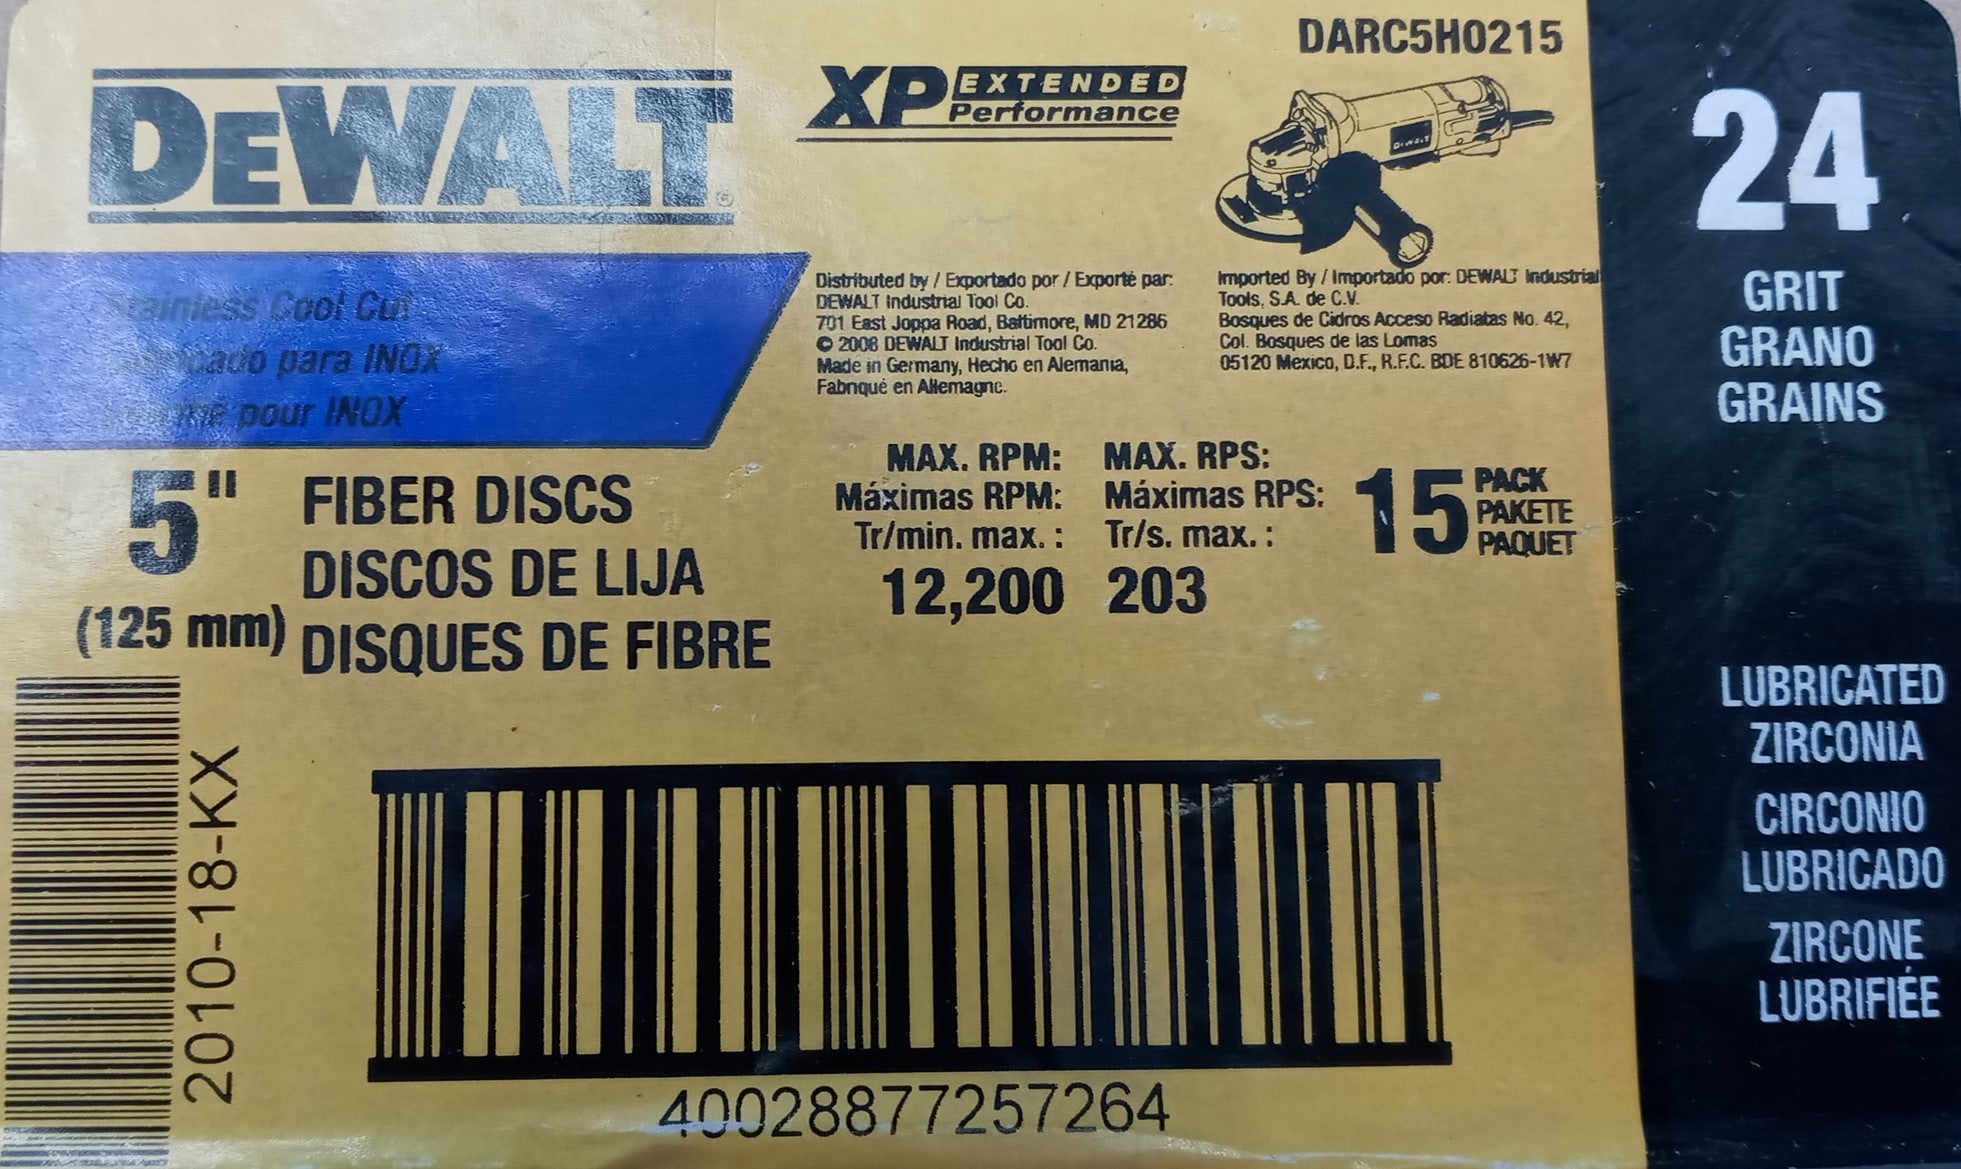 DEWALT®
XP EXTENDED
Performance
DARC5H0215
DEWALT
Stainless Cool Cut
para INOX
pour INOX
Distributed by / Exportado por / Exporté par:
DEWALT Industrial Tool Co.
701 East Joppa Road, Baltimore, MD 21286
© 2008 DEWALT Industrial Tool Co.
Made in Germany, Hecho en Alemania,
Fabriqué en Allemagne.
Imported By / Importado por: DEWALT Industrial
Tools, S.A. de C.V.
Bosques de Cidros Acceso Radiatas No. 42,
Col. Bosques de las Lomas
05120 Mexico, D.F., R.F.C. BDE 810626-1W7
5"
(125 mm)
FIBER DISCS
DISCOS DE LIJA
DISQUES DE FIBRE
MAX. RPM:
Máximas RPM:
Tr/min. max. :
12,200
MAX. RPS:
Máximas RPS:
Tr/s. max. :
203
15 PACK
PAKETE
PAQUET
24
GRIT
GRANO
GRAINS
LUBRICATED
ZIRCONIA
CIRCONIO
LUBRICADO
ZIRCONE
LUBRIFIÉE
2010-18-KX
40028877257264